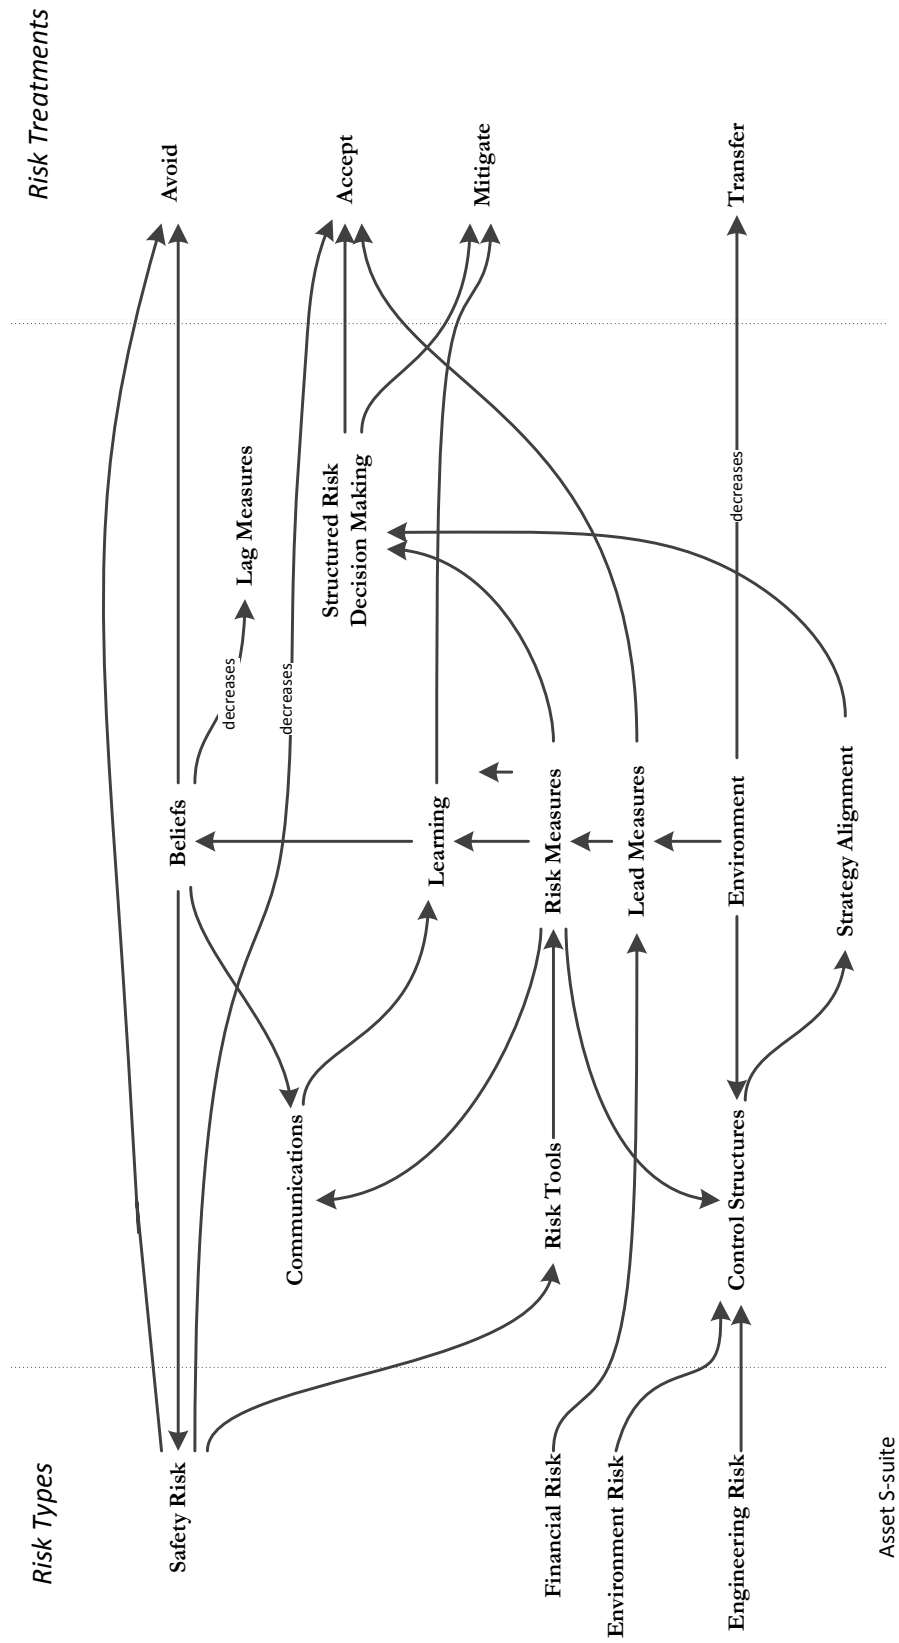 Risk Types
Risk Treatments
Safety Risk
Beliefs
Avoid
decreases
Lag Measures
decreases
Communications
Structured Risk
Decision Making
Accept
Learning
Mitigate
Financial Risk
Risk Tools
Risk Measures
Environment Risk
Lead Measures
Engineering Risk
Control Structures
Environment
decreases
Transfer
Strategy Alignment
Asset S-suite